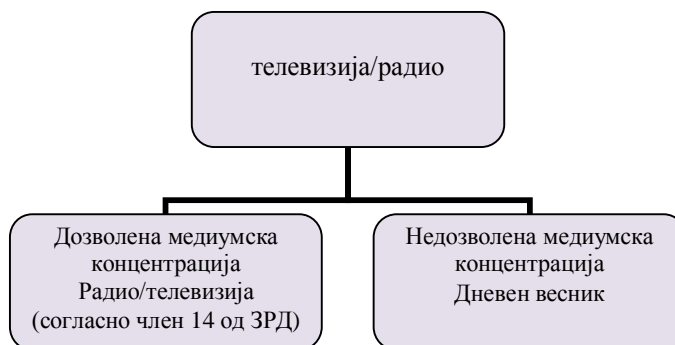 телевизија/радио
Дозволена медиумска
концентрација
Радио/телевизија
(согласно член 14 од ЗРД)
Недозволена медиумска
концентрација
Дневен весник